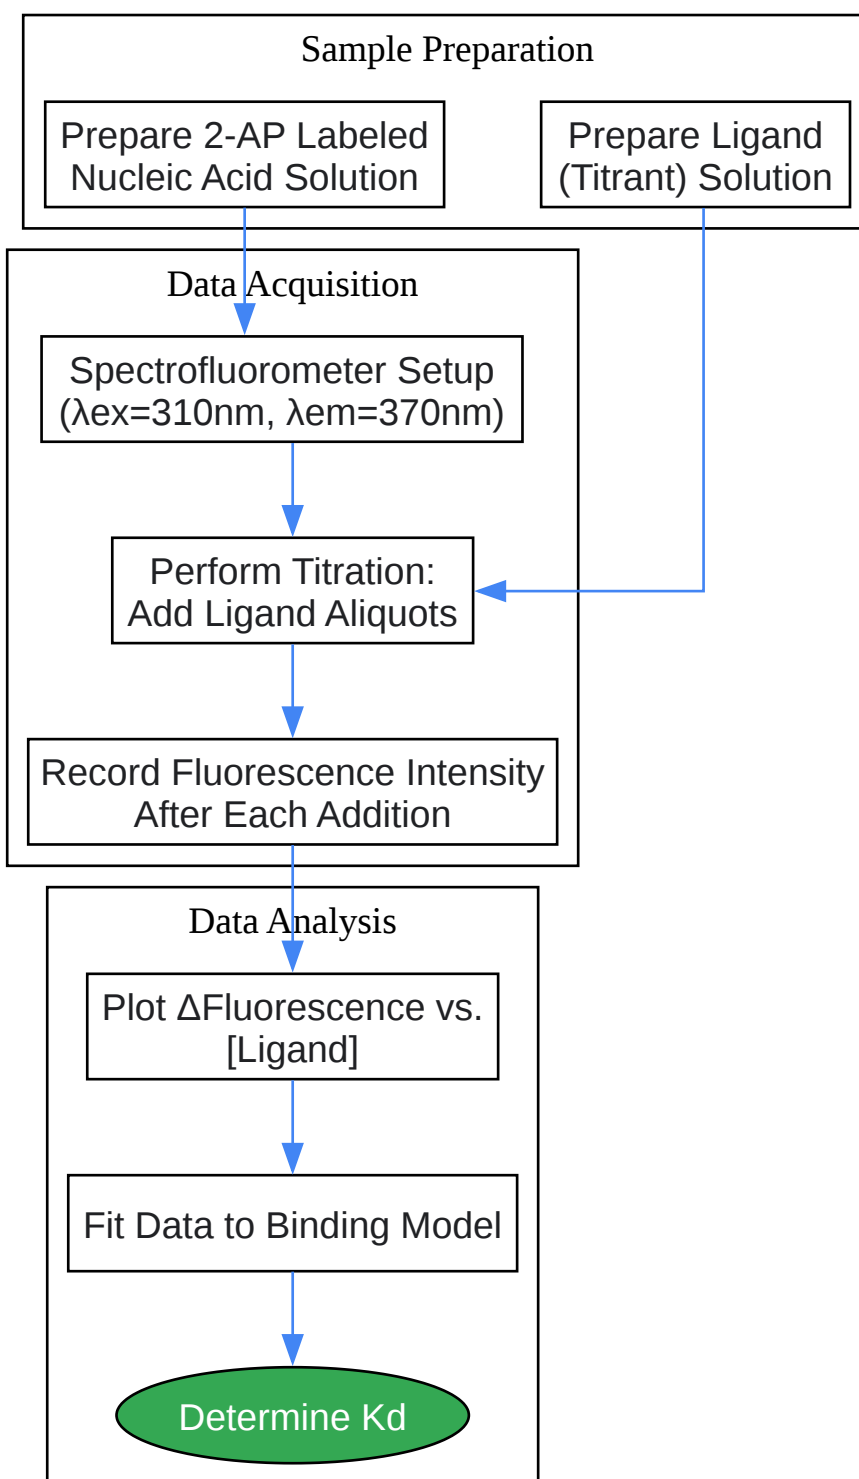 Sample Preparation
Prepare 2-AP Labeled
Nucleic Acid Solution
Prepare Ligand
(Titrant) Solution
Data Acquisition
Spectrofluorometer Setup
(λex=310nm, λem=370nm)
Perform Titration:
Add Ligand Aliquots
Record Fluorescence Intensity
After Each Addition
Data Analysis
Plot ΔFluorescence vs.
[Ligand]
Fit Data to Binding Model
Determine Kd